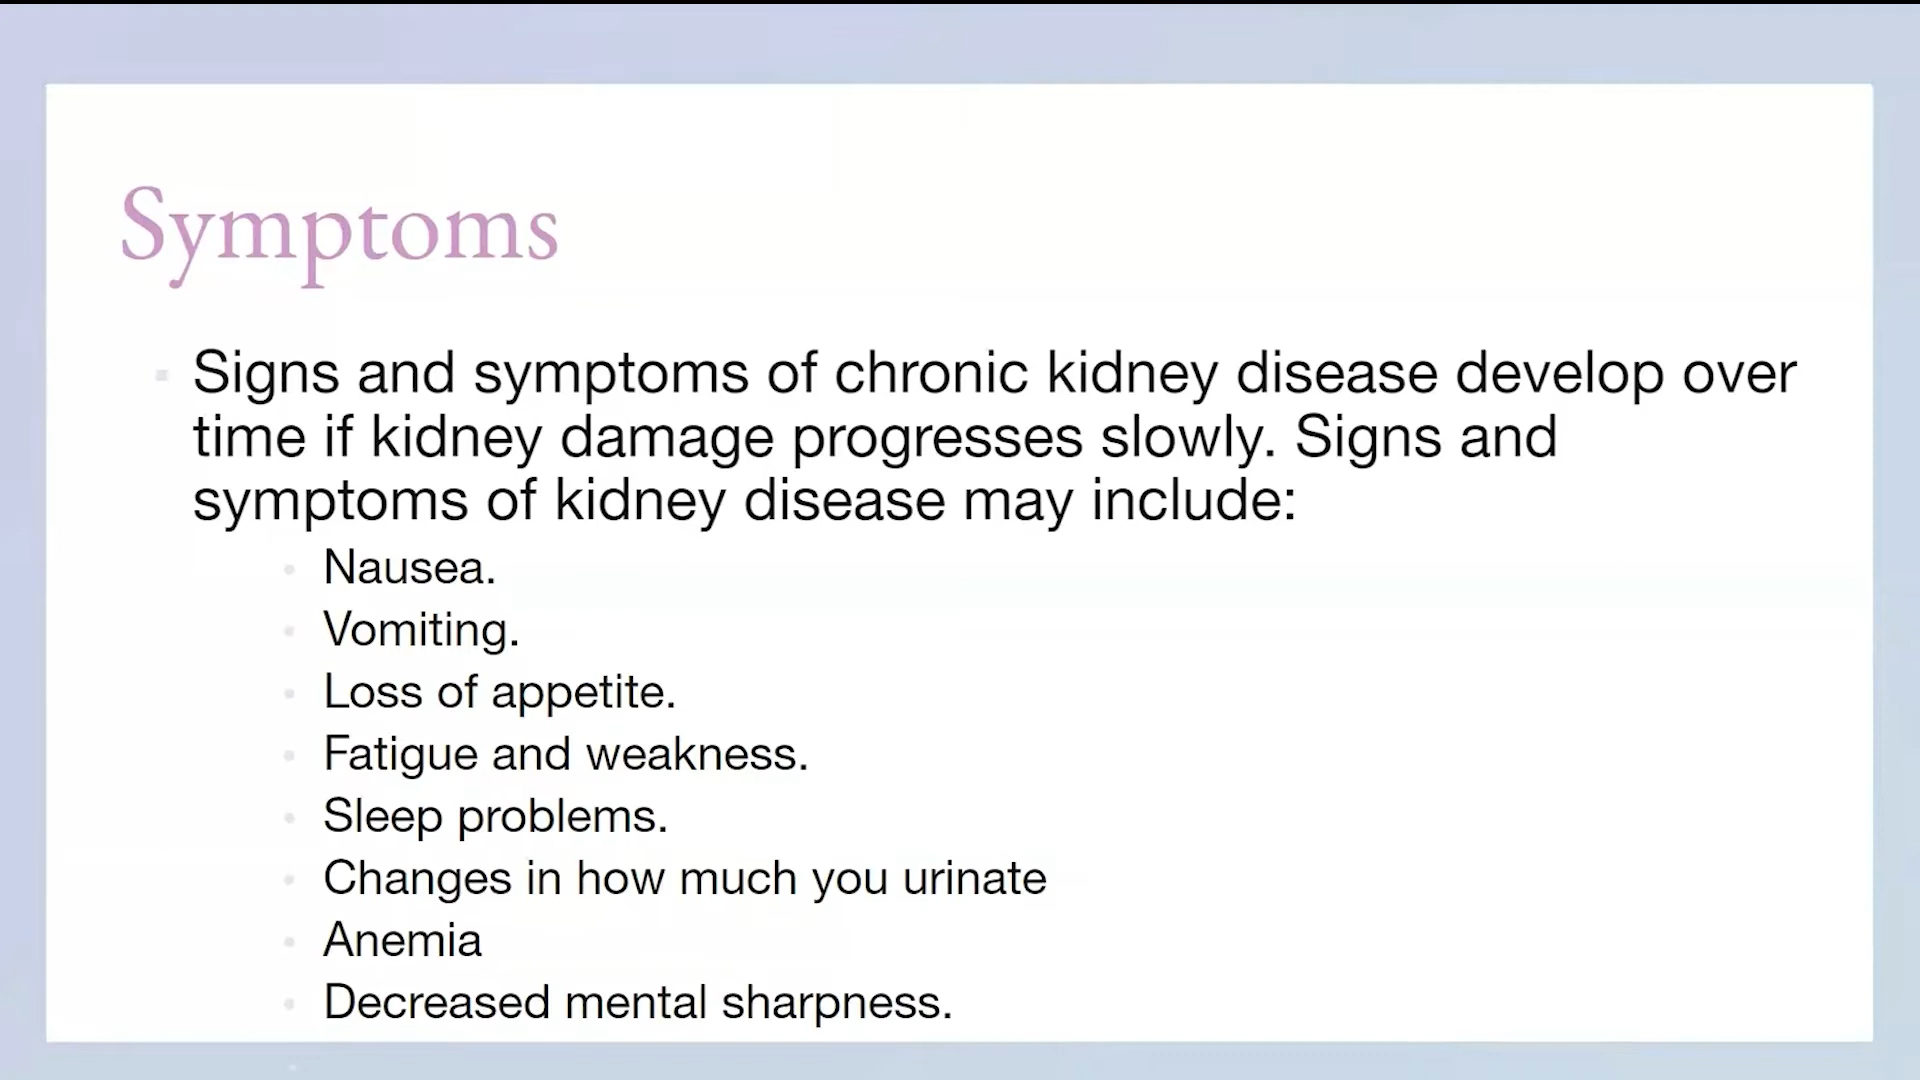 Symptoms
Signs and symptoms of chronic kidney disease develop over
time if kidney damage progresses slowly. Signs and
symptoms of kidney disease may include:
Nausea.
Vomiting.
Loss of appetite.
Fatigue and weakness.
Sleep problems.
Changes in how much you urinate
Anemia
Decreased mental sharpness.